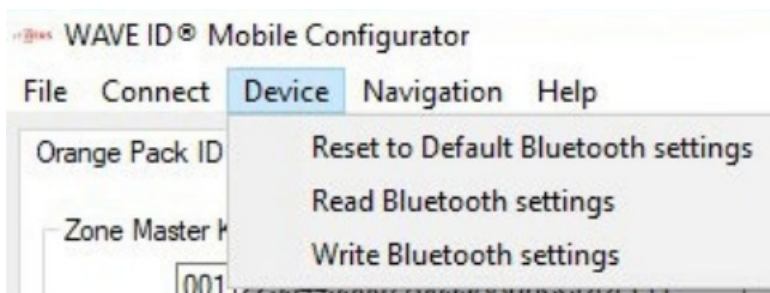 WAVE ID® Mobile Configurator
File Connect Device Navigation Help
Orange Pack ID
Reset to Default Bluetooth settings
Read Bluetooth settings
Zone Master
Write Bluetooth settings